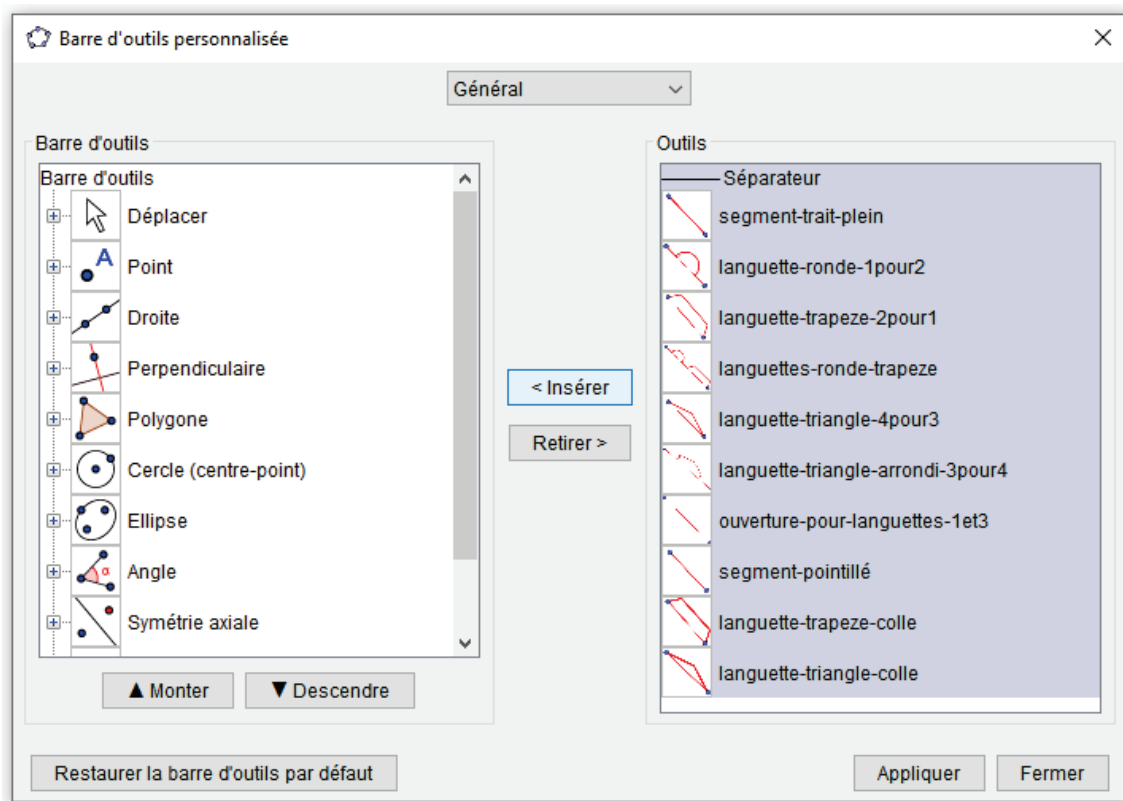 Barre d'outils personnalisée
Général
Barre d'outils
Barre d'outils
Déplacer
A
Point
Droite
Perpendiculaire
Polygone
Cercle (centre-point)
Ellipse
α
Angle
Symétrie axiale
▲ Monter
▼ Descendre
< Insérer
Retirer >
Outils
Séparateur
segment-trait-plein
languette-ronde-1pour2
languette-trapeze-2pour1
languettes-ronde-trapeze
languette-triangle-4pour3
languette-triangle-arrondi-3pour4
ouverture-pour-languettes-1et3
segment-pointillé
languette-trapeze-colle
languette-triangle-colle
Restaurer la barre d'outils par défaut
Appliquer
Fermer